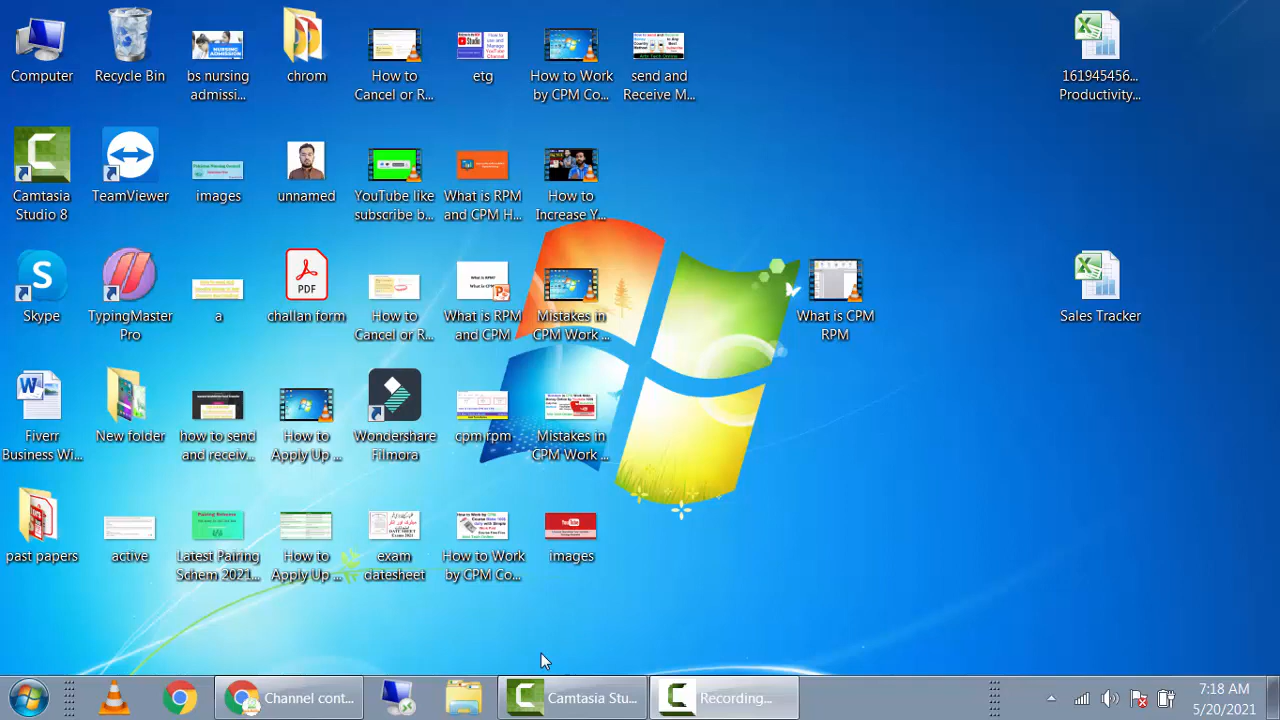 Computer
Recycle Bin
bs nursing
admissi...
chrom
How to
Cancel or R...
etg
How to Work
by CPM Co...
send and
Receive M...
161945456...
Productivity...
Camtasia
Studio 8
TeamViewer
images
unnamed
YouTube like
subscribe b...
What is RPM
and CPM H...
How to
Increase Y...
Skype
TypingMaster
Pro
a
PDF
challan form
How to
Cancel or R...
What is RPM
and CPM
Mistakes in
CPM Work ...
What is CPM
RPM
Sales Tracker
Fiverr
Business Wi...
New folder
how to send
and receiv...
How to
Apply Up ...
Wondershare
Filmora
cpm rpm
Mistakes in
CPM Work ...
past papers
active
Latest Pairing
Schem 2021...
How to
Apply Up ...
exam
datesheet
How to Work
by CPM Co...
images
Channel cont...
Camtasia Stu...
Recording...
7:18 AM
5/20/2021